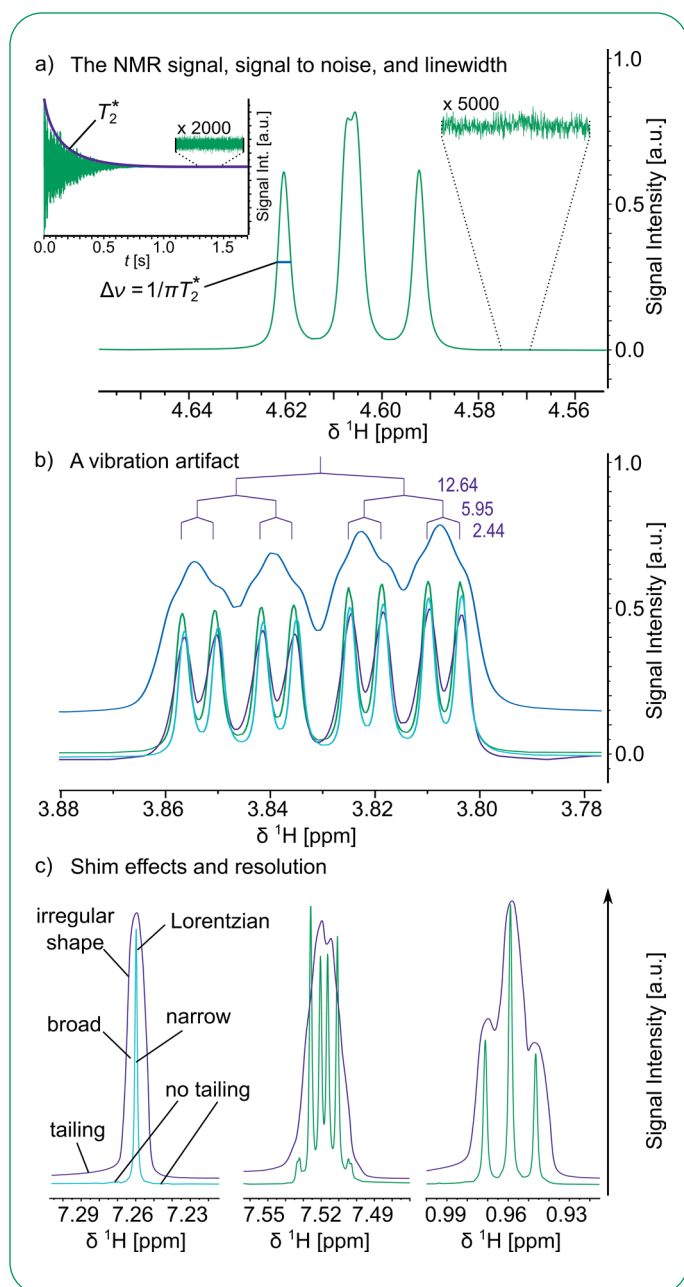 a) The NMR signal, signal to noise, and linewidth
T2*
x 2000
Signal Int. [a.u.]
0.0 0.5 1.0 1.5
t [s]
x 5000
Δν = 1/πT2*
1.0
0.5
0.0
Signal Intensity [a.u.]
4.64 4.62 4.60 4.58 4.56
δ ¹H [ppm]
b) A vibration artifact
12.64
5.95
2.44
1.0
0.5
0.0
Signal Intensity [a.u.]
3.88 3.86 3.84 3.82 3.80 3.78
δ ¹H [ppm]
c) Shim effects and resolution
irregular
shape
Lorentzian
broad
narrow
no tailing
tailing
Signal Intensity [a.u.]
7.29 7.26 7.23
δ ¹H [ppm]
7.55 7.52 7.49
δ ¹H [ppm]
0.99 0.96 0.93
δ ¹H [ppm]